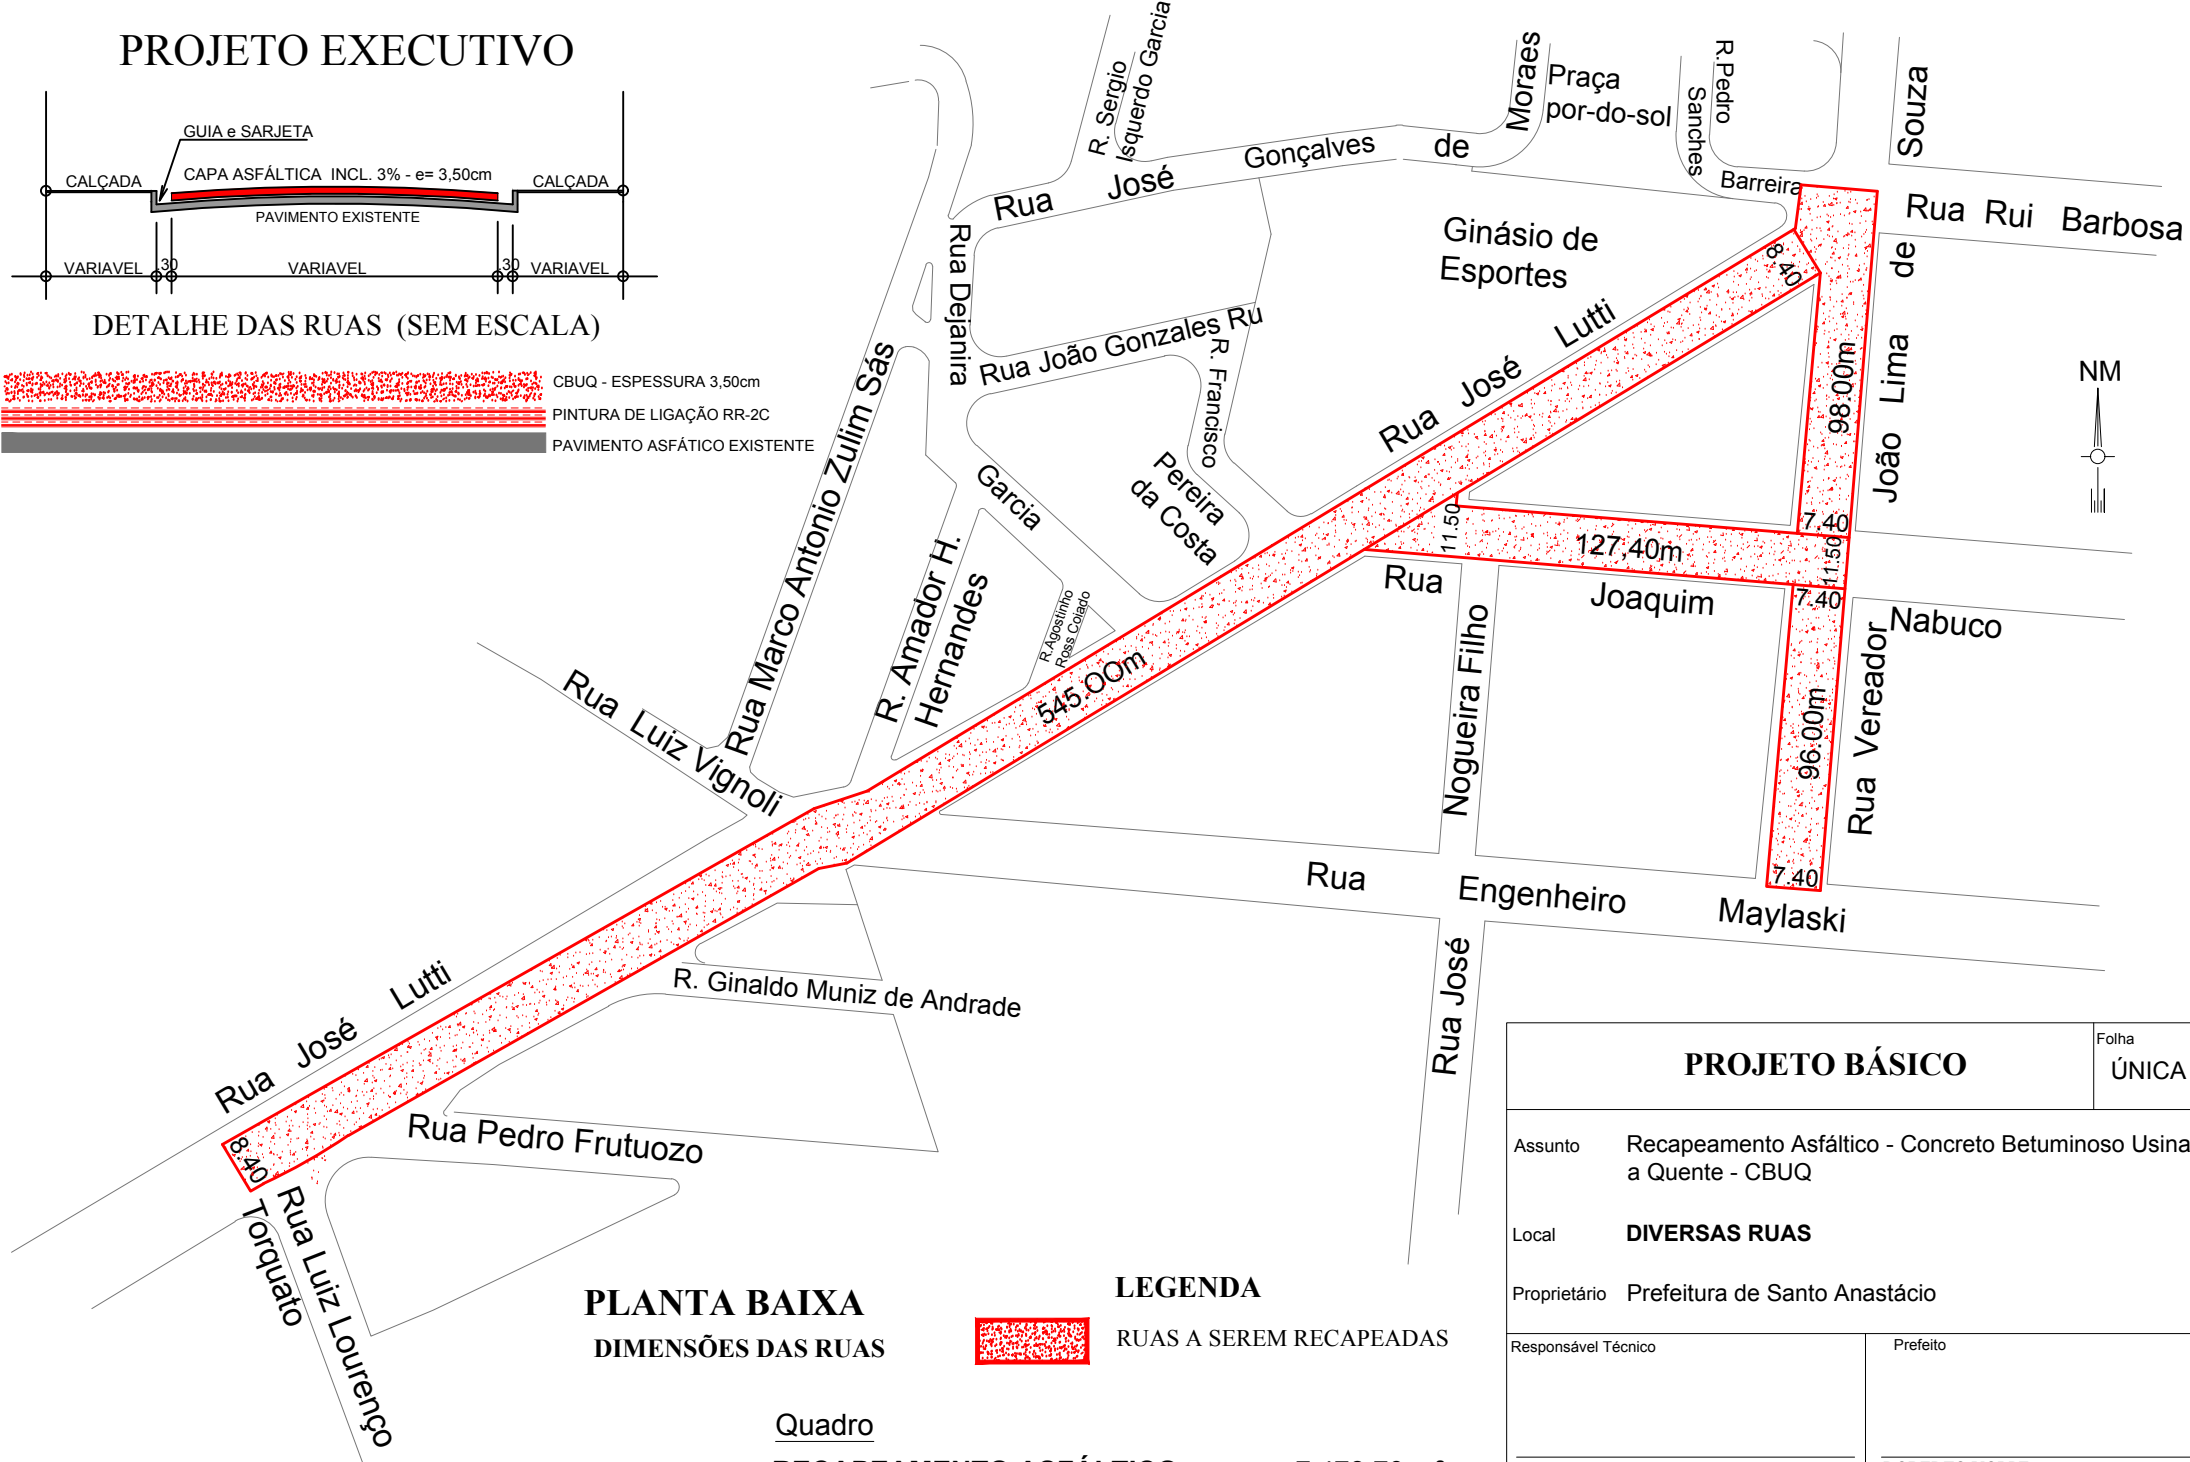 PROJETO EXECUTIVO
GUIA e SARJETA
CALÇADA
CAPA ASFÁLTICA INCL. 3% - e= 3,50cm
CALÇADA
PAVIMENTO EXISTENTE
VARIAVEL
.30
VARIAVEL
.30
VARIAVEL
DETALHE DAS RUAS (SEM ESCALA)
CBUQ - ESPESSURA 3,50cm
PINTURA DE LIGAÇÃO RR-2C
PAVIMENTO ASFÁTICO EXISTENTE
R. Sergio
Isquerdo Garcia
Rua José Gonçalves de Moraes
Praça
por-do-sol
R.Pedro
Sanches
Barreira
Souza
Rua Rui Barbosa
Ginásio de
Esportes
8.40
Rua Dejanira
Garcia
Rua João Gonzales Ru
R. Francisco
Pereira
da Costa
Rua José Lutti
98.00m
João Lima de
NM
Rua Marco Antonio Zulim Sás
R. Amador H.
Hernandes
R.Agostinho
Ross Colado
11.50
127,40m
7.40
11.50
7.40
Rua Joaquim Nabuco
545.OOm
Rua Luiz Vignoli
Nogueira Filho
96.00m
Rua Vereador
7.40
Rua Engenheiro Maylaski
Rua José
R. Ginaldo Muniz de Andrade
Rua José Lutti
8.40
Rua Pedro Frutuozo
Rua Luiz Lourenço
Torquato
PLANTA BAIXA
DIMENSÕES DAS RUAS
LEGENDA
RUAS A SEREM RECAPEADAS
Quadro
PROJETO BÁSICO
Folha
ÚNICA
Assunto Recapeamento Asfáltico - Concreto Betuminoso Usina
a Quente - CBUQ
Local DIVERSAS RUAS
Proprietário Prefeitura de Santo Anastácio
Responsável Técnico
Prefeito